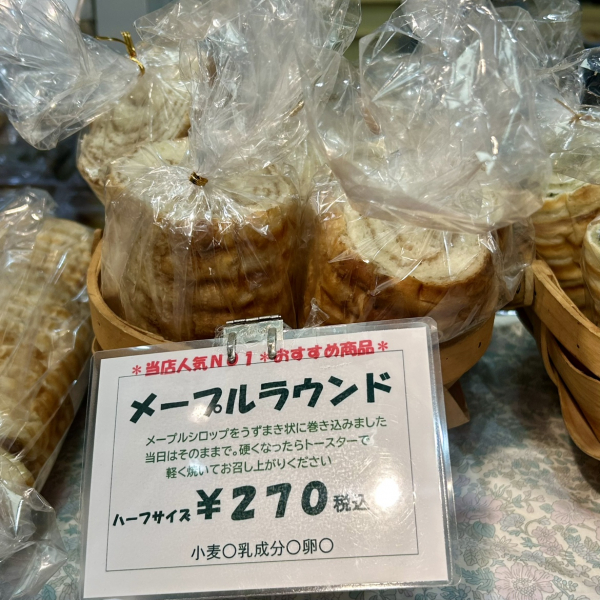 ＊当店人気NO1＊おすすめ商品＊
メープルラウンド
メープルシロップをうずまき状に巻き込みました
当日はそのままで。硬くなったらトースターで
軽く焼いてお召し上がりください
ハーフサイズ ￥270 税込
小麦〇乳成分〇卵〇